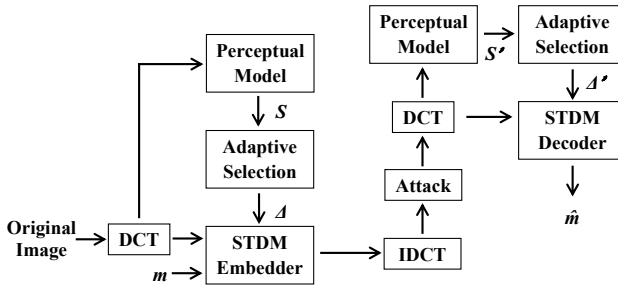 Perceptual
Model
S
Adaptive
Selection
Δ
Original
Image
DCT
STDM
Embedder
m
IDCT
Attack
DCT
Perceptual
Model
S'
Adaptive
Selection
Δ'
STDM
Decoder
m̂